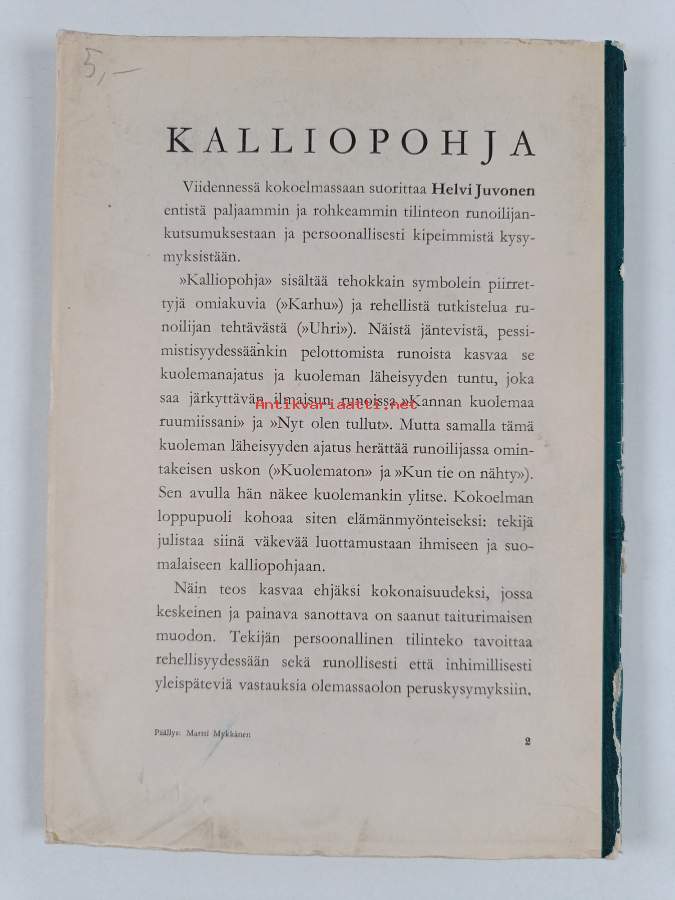 5,—
KALLIOPOHJA
Viidennessä kokoelmassaan suorittaa Helvi Juvonen
entistä paljaammin ja rohkeammin tilinteon runoilijan-
kutsumuksestaan ja persoonallisesti kipeimmistä kysy-
myksistään.
»Kalliopohja» sisältää tehokkain symbolein piirret-
tyjä omiakuvia (»Karhu») ja rehellistä tutkistelua ru-
noilijan tehtävästä (»Uhri»). Näistä jäntevistä, pessi-
mistisyydessäänkin pelottomista runoista kasvaa se
kuolemanajatus ja kuoleman läheisyyden tuntu, joka
saa järkyttävän ilmaisun runoissa »Kannan kuolemaa
Antikvariaatti.net
ruumiissani» ja »Nyt olen tullut». Mutta samalla tämä
kuoleman läheisyyden ajatus herättää runoilijassa omin-
takeisen uskon (»Kuolematon» ja »Kun tie on nähty»).
Sen avulla hän näkee kuolemankin ylitse. Kokoelman
loppupuoli kohoaa siten elämänmyönteiseksi: tekijä
julistaa siinä väkevää luottamustaan ihmiseen ja suo-
malaiseen kalliopohjaan.
Näin teos kasvaa ehjäksi kokonaisuudeksi, jossa
keskeinen ja painava sanottava on saanut taiturimaisen
muodon. Tekijän persoonallinen tilinteko tavoittaa
rehellisyydessään sekä runollisesti että inhimillisesti
yleispäteviä vastauksia olemassaolon peruskysymyksiin.
Päällys: Martti Mykkänen
2